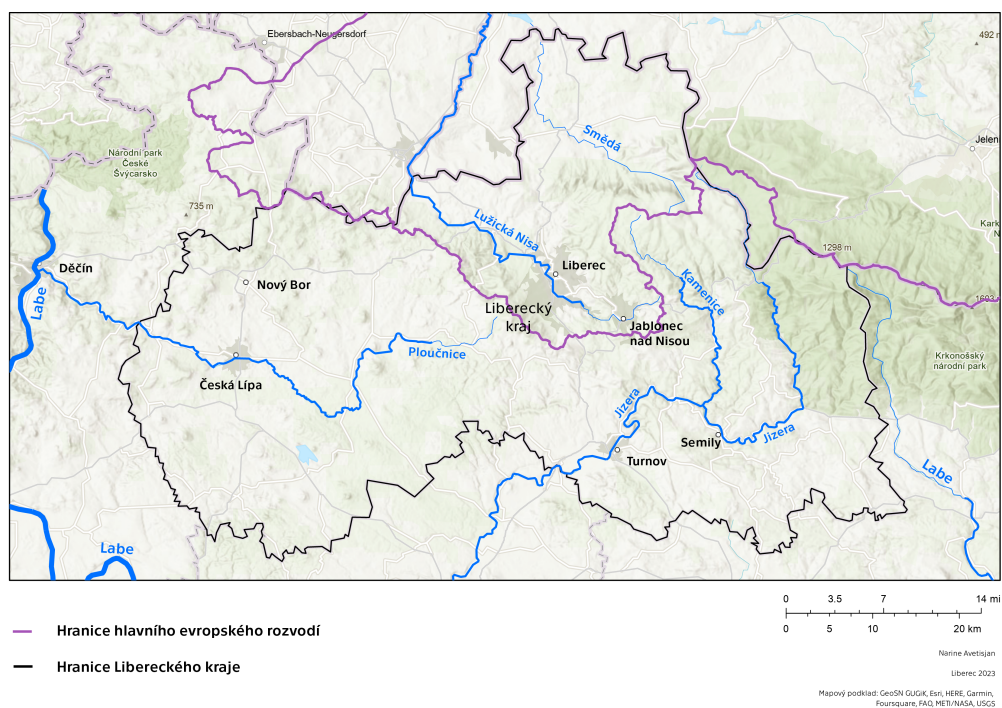 Ebersbach-Neugersdorf
492 m
Smědá
Jelen
Národní park
České
Švýcarsko
735 m
Lužická Nisa
Kark
N
1298 m
Děčín
Liberec
Labe
Nový Bor
Kamenice
1603
Liberecký
kraj
Jablonec
nad Nisou
Ploučnice
Krkonošský
národní park
Česká Lípa
Jizera
Semily
Jizera
Turnov
Labe
Labe
0 3.5 7 14 mi
0 5 10 20 km
Hranice hlavního evropského rozvodí
Hranice Libereckého kraje
Narine Avetisjan
Liberec 2023
Mapový podklad: GeoSN GUGiK, Esri, HERE, Garmin,
Foursquare, FAO, METI/NASA, USGS